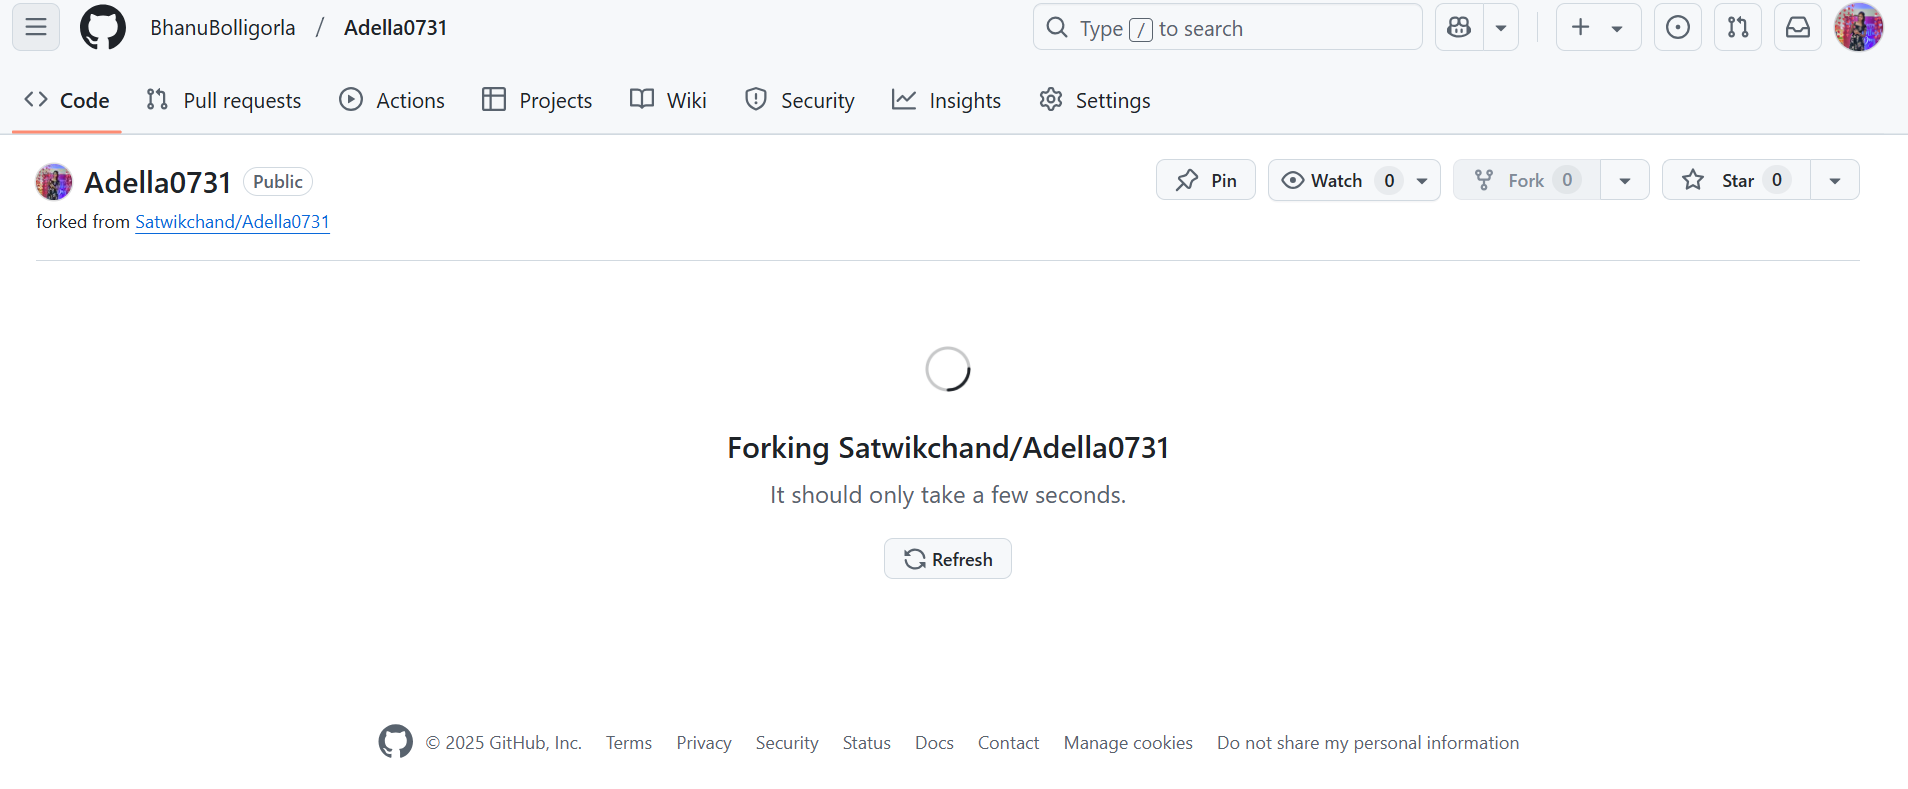 BhanuBolligorla / Adella0731
Type / to search
Code
Pull requests
Actions
Projects
Wiki
Security
Insights
Settings
Adella0731 Public
Pin
Watch 0
Fork 0
Star 0
forked from Satwikchand/Adella0731
Forking Satwikchand/Adella0731
It should only take a few seconds.
Refresh
© 2025 GitHub, Inc. Terms Privacy Security Status Docs Contact Manage cookies Do not share my personal information